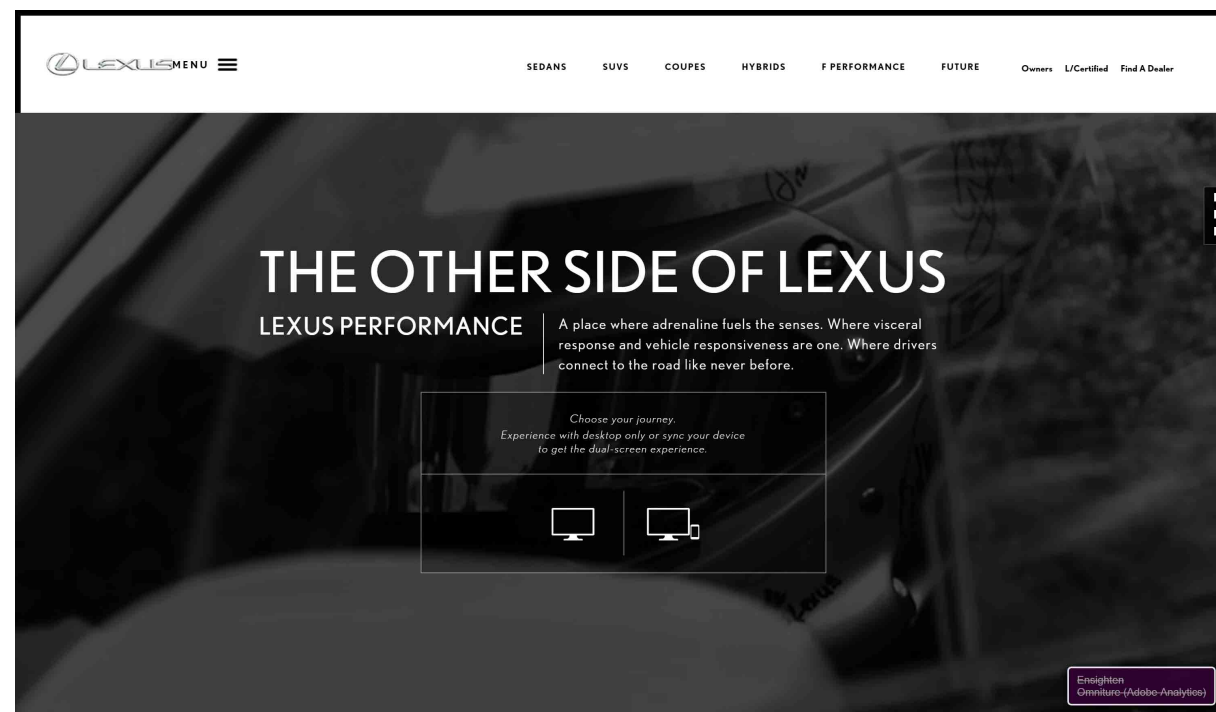 LEXUS MENU
SEDANS SUVS COUPES HYBRIDS F PERFORMANCE FUTURE Owners L/Certified Find A Dealer
THE OTHER SIDE OF LEXUS
LEXUS PERFORMANCE
A place where adrenaline fuels the senses. Where visceral
response and vehicle responsiveness are one. Where drivers
connect to the road like never before.
Choose your journey.
Experience with desktop only or sync your device
to get the dual-screen experience.
Lexus
Ensighten
Omniture (Adobe Analytics)